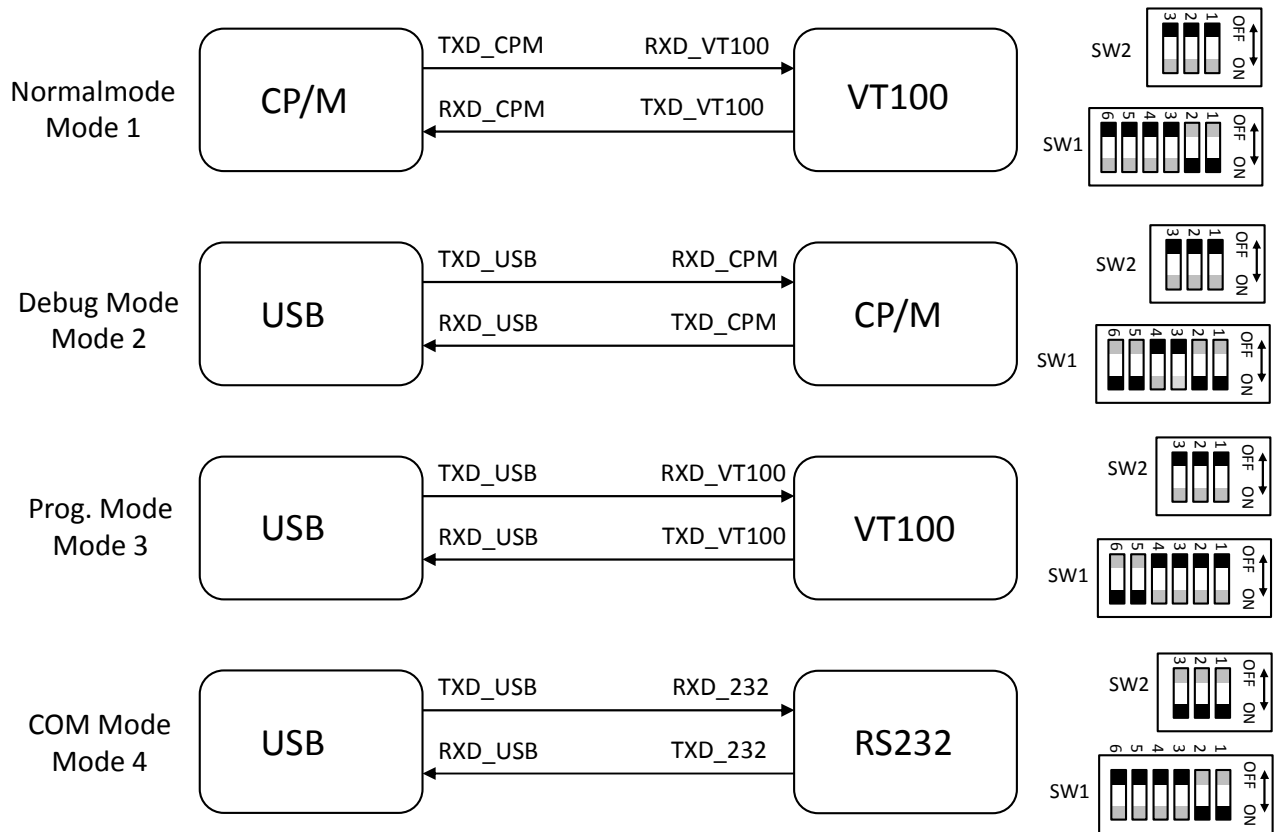 Normalmode
Mode 1
CP/M
TXD_CPM
RXD_VT100
RXD_CPM
TXD_VT100
VT100
SW2
3 2 1
OFF ON
SW1
6 5 4 3 2 1
OFF ON
Debug Mode
Mode 2
USB
TXD_USB
RXD_CPM
RXD_USB
TXD_CPM
CP/M
SW2
3 2 1
OFF ON
SW1
6 5 4 3 2 1
OFF ON
Prog. Mode
Mode 3
USB
TXD_USB
RXD_VT100
RXD_USB
TXD_VT100
VT100
SW2
3 2 1
OFF ON
SW1
6 5 4 3 2 1
OFF ON
COM Mode
Mode 4
USB
TXD_USB
RXD_232
RXD_USB
TXD_232
RS232
SW2
3 2 1
OFF ON
SW1
6 5 4 3 2 1
OFF ON